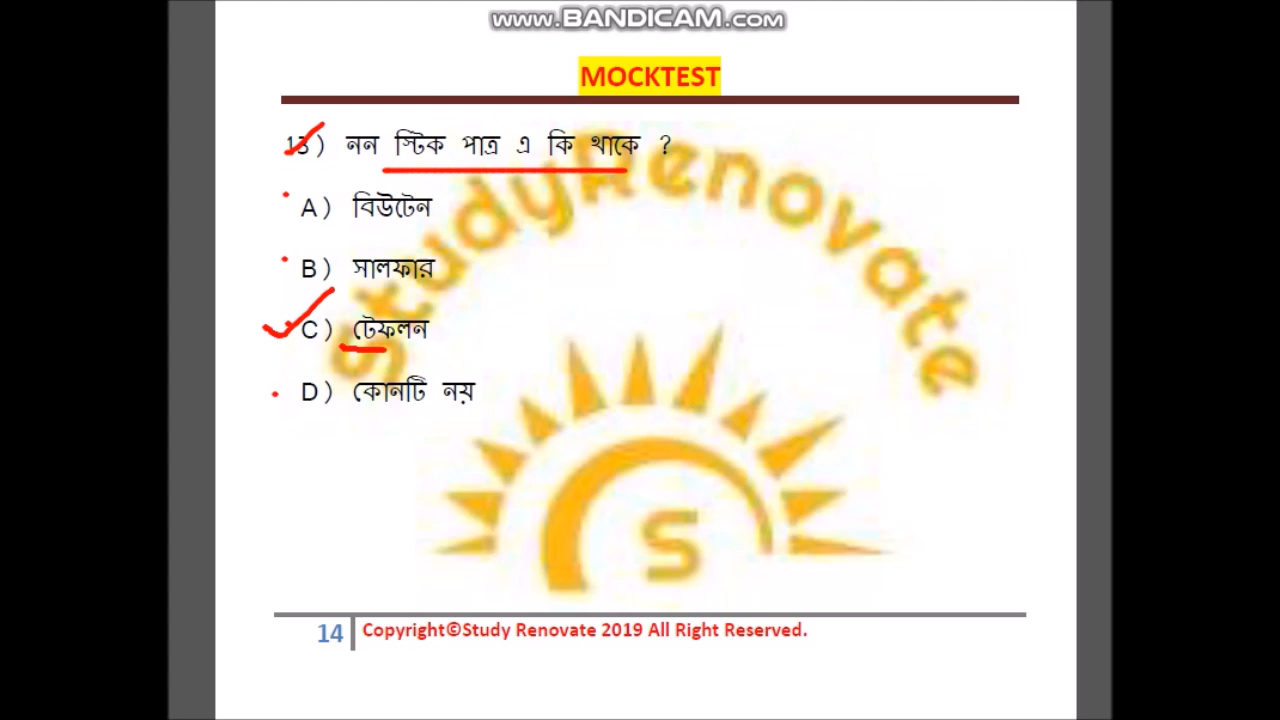 www.BANDICAM.com
MOCKTEST
13) নন স্টিক পাত্র এ কি থাকে ?
A) বিউটেন
B) সালফার
C) টেফলন
D) কোনটি নয়
StudyRenovate
S
14 Copyright©Study Renovate 2019 All Right Reserved.